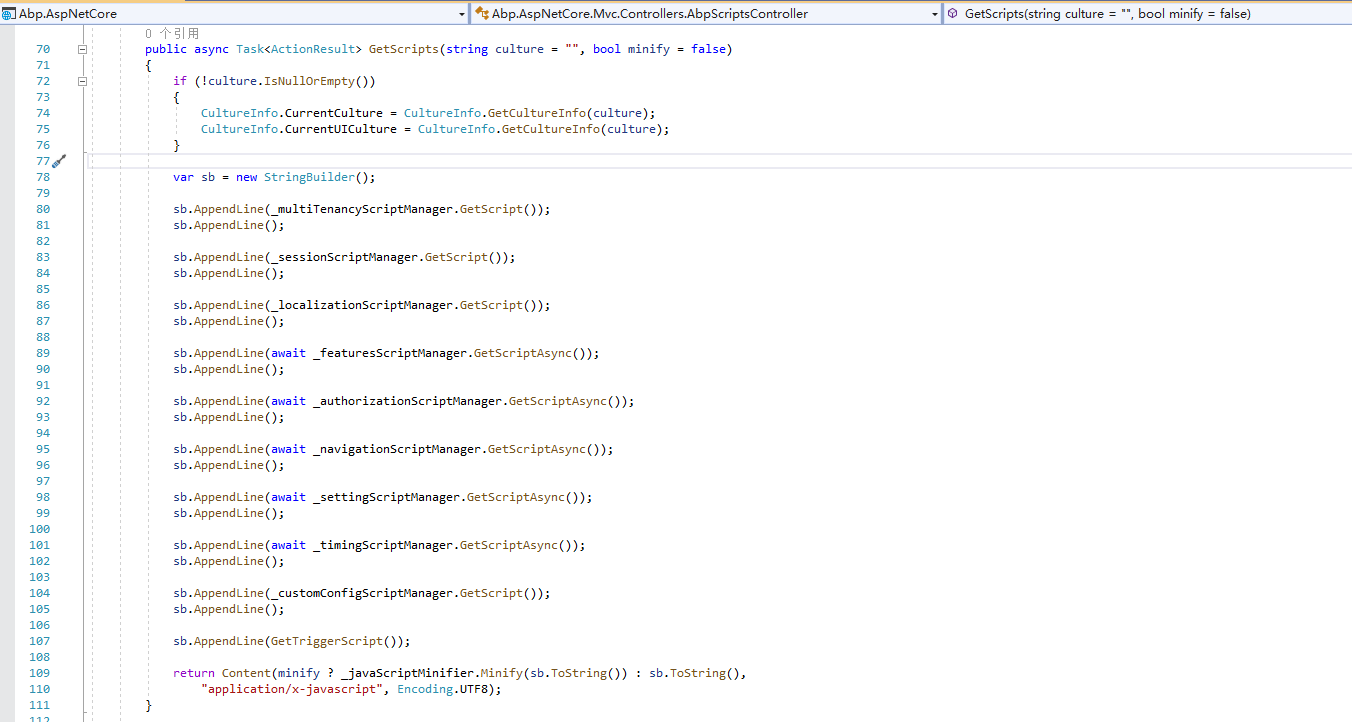 Abp.AspNetCore Abp.AspNetCore.Mvc.Controllers.AbpScriptsController GetScripts(string culture = "", bool minify = false)
0 个引用
70 public async Task<ActionResult> GetScripts(string culture = "", bool minify = false)
71 {
72 if (!culture.IsNullOrEmpty())
73 {
74 CultureInfo.CurrentCulture = CultureInfo.GetCultureInfo(culture);
75 CultureInfo.CurrentUICulture = CultureInfo.GetCultureInfo(culture);
76 }
77
78 var sb = new StringBuilder();
79
80 sb.AppendLine(_multiTenancyScriptManager.GetScript());
81 sb.AppendLine();
82
83 sb.AppendLine(_sessionScriptManager.GetScript());
84 sb.AppendLine();
85
86 sb.AppendLine(_localizationScriptManager.GetScript());
87 sb.AppendLine();
88
89 sb.AppendLine(await _featuresScriptManager.GetScriptAsync());
90 sb.AppendLine();
91
92 sb.AppendLine(await _authorizationScriptManager.GetScriptAsync());
93 sb.AppendLine();
94
95 sb.AppendLine(await _navigationScriptManager.GetScriptAsync());
96 sb.AppendLine();
97
98 sb.AppendLine(await _settingScriptManager.GetScriptAsync());
99 sb.AppendLine();
100
101 sb.AppendLine(await _timingScriptManager.GetScriptAsync());
102 sb.AppendLine();
103
104 sb.AppendLine(_customConfigScriptManager.GetScript());
105 sb.AppendLine();
106
107 sb.AppendLine(GetTriggerScript());
108
109 return Content(minify ? _javaScriptMinifier.Minify(sb.ToString()) : sb.ToString(),
110 "application/x-javascript", Encoding.UTF8);
111 }
112